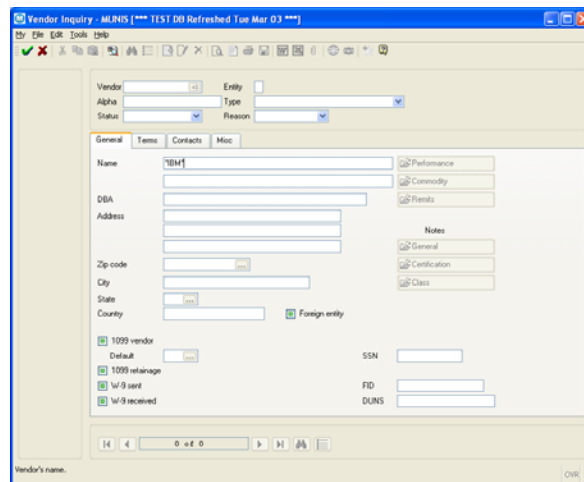 Vendor Inquiry - MUNIS [*** TEST DB Refreshed Tue Mar 03 ***]
My File Edit Tools Help
Vendor Entity
Alpha Type
Status Reason
General Terms Contacts Misc
Name *IBM* Performance
Commodity
DBA Remits
Address
Notes
General
Zip code Certification
City Class
State
Country Foreign entity
1099 vendor
Default SSN
1099 retainage
W-9 sent FID
W-9 received DUNS
0 of 0
Vendor's name.
OVR